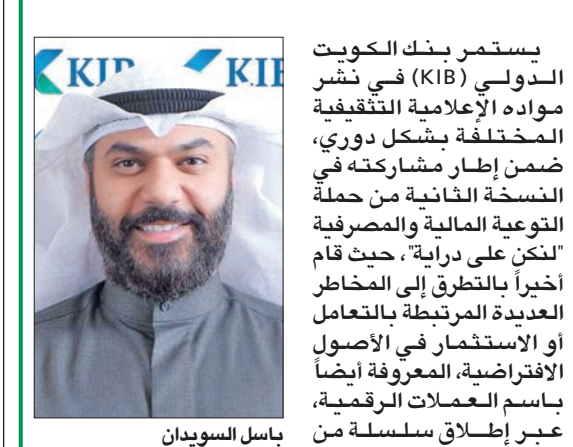 يستمر بنك الكويت
الدولي (KIB) في نشر
مواده الإعلامية التثقيفية
المختلفة بشكل دوري،
ضمن إطار مشاركته في
النسخة الثانية من حملة
التوعية المالية والمصرفية
"لنكن على دراية"، حيث قام
أخيراً بالتطرق إلى المخاطر
العديدة المرتبطة بالتعامل
أو الاستثمار في الأصول
الافتراضية، المعروفة أيضاً
باسم العملات الرقمية،
عبر إطلاق سلسلة من
KIB
KIB
باسل السويدان